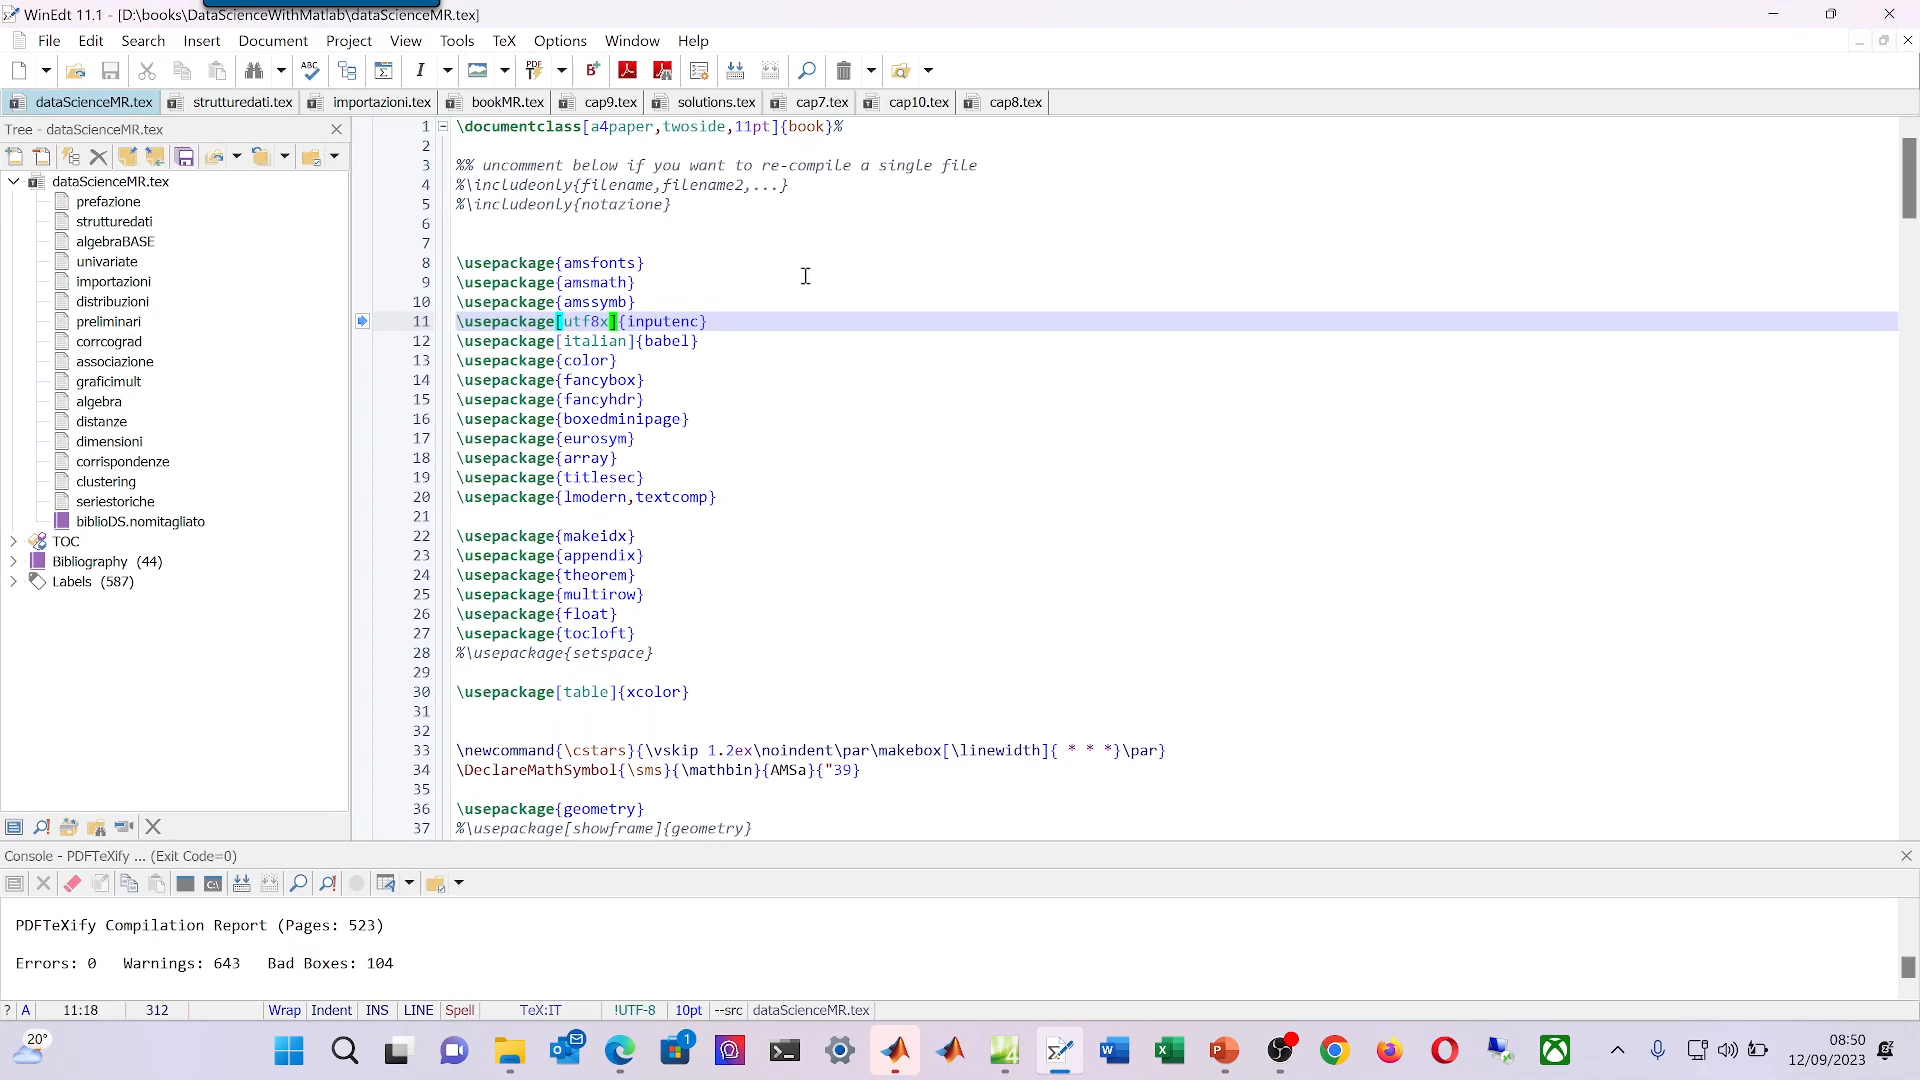 WinEdt 11.1 - [D:\books\DataScienceWithMatlab\dataScienceMR.tex]
File Edit Search Insert Document Project View Tools TeX Options Window Help
dataScienceMR.tex strutturedati.tex importazioni.tex bookMR.tex cap9.tex solutions.tex cap7.tex cap10.tex cap8.tex
Tree - dataScienceMR.tex
dataScienceMR.tex
prefazione
strutturedati
algebraBASE
univariate
importazioni
distribuzioni
preliminari
corrcograd
associazione
graficimult
algebra
distanze
dimensioni
corrispondenze
clustering
seriestoriche
biblioDS.nomitagliato
TOC
Bibliography (44)
Labels (587)
1 \documentclass[a4paper,twoside,11pt]{book}%
2
3 %% uncomment below if you want to re-compile a single file
4 %\includeonly{filename,filename2,...}
5 %\includeonly{notazione}
6
7
8 \usepackage{amsfonts}
9 \usepackage{amsmath}
10 \usepackage{amssymb}
11 \usepackage[utf8x]{inputenc}
12 \usepackage[italian]{babel}
13 \usepackage{color}
14 \usepackage{fancybox}
15 \usepackage{fancyhdr}
16 \usepackage{boxedminipage}
17 \usepackage{eurosym}
18 \usepackage{array}
19 \usepackage{titlesec}
20 \usepackage{lmodern,textcomp}
21
22 \usepackage{makeidx}
23 \usepackage{appendix}
24 \usepackage{theorem}
25 \usepackage{multirow}
26 \usepackage{float}
27 \usepackage{tocloft}
28 %\usepackage{setspace}
29
30 \usepackage[table]{xcolor}
31
32
33 \newcommand{\cstars}{\vskip 1.2ex\noindent\par\makebox[\linewidth]{ * * *}\par}
34 \DeclareMathSymbol{\sms}{\mathbin}{AMSa}{"39}
35
36 \usepackage{geometry}
37 %\usepackage[showframe]{geometry}
Console - PDFTeXify ... (Exit Code=0)
PDFTeXify Compilation Report (Pages: 523)
Errors: 0 Warnings: 643 Bad Boxes: 104
? A 11:18 312 Wrap Indent INS LINE Spell TeX:IT !UTF-8 10pt --src dataScienceMR.tex
20°
1
08:50
12/09/2023